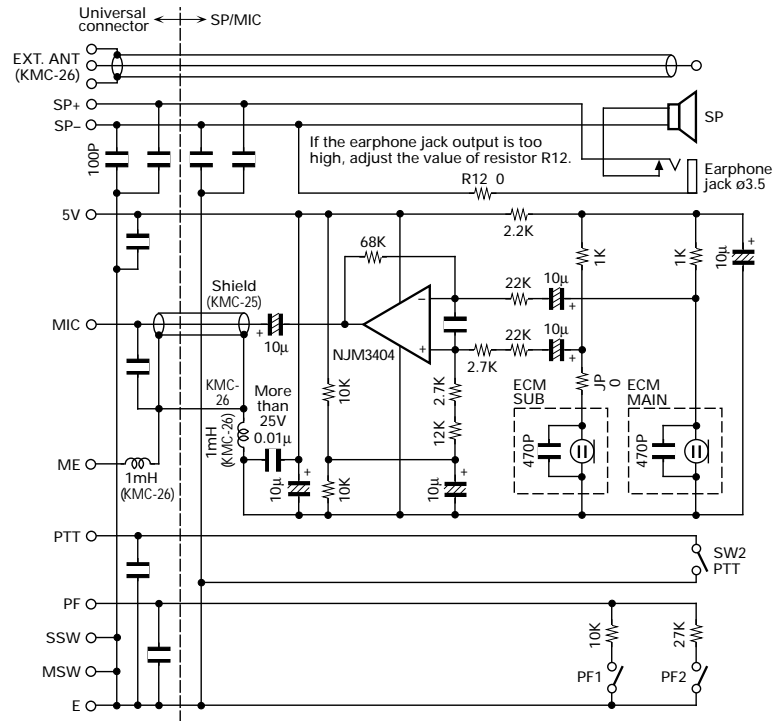 Universal
connector
SP/MIC
EXT. ANT
(KMC-26)
SP+
SP–
SP
100P
If the earphone jack output is too
high, adjust the value of resistor R12.
R12 0
Earphone
jack ø3.5
5V
2.2K
68K
1K
1K
10µ
+
Shield
(KMC-25)
22K
10µ
+
–
MIC
+
10µ
NJM3404
+
22K
10µ
+
2.7K
JP 0
KMC-
26
More
than
25V
0.01µ
1mH
(KMC-26)
10K
2.7K
12K
ECM
SUB
ECM
MAIN
470P
470P
ME
1mH
(KMC-26)
10µ
+
10K
10µ
+
PTT
SW2
PTT
PF
10K
27K
SSW
MSW
PF1
PF2
E